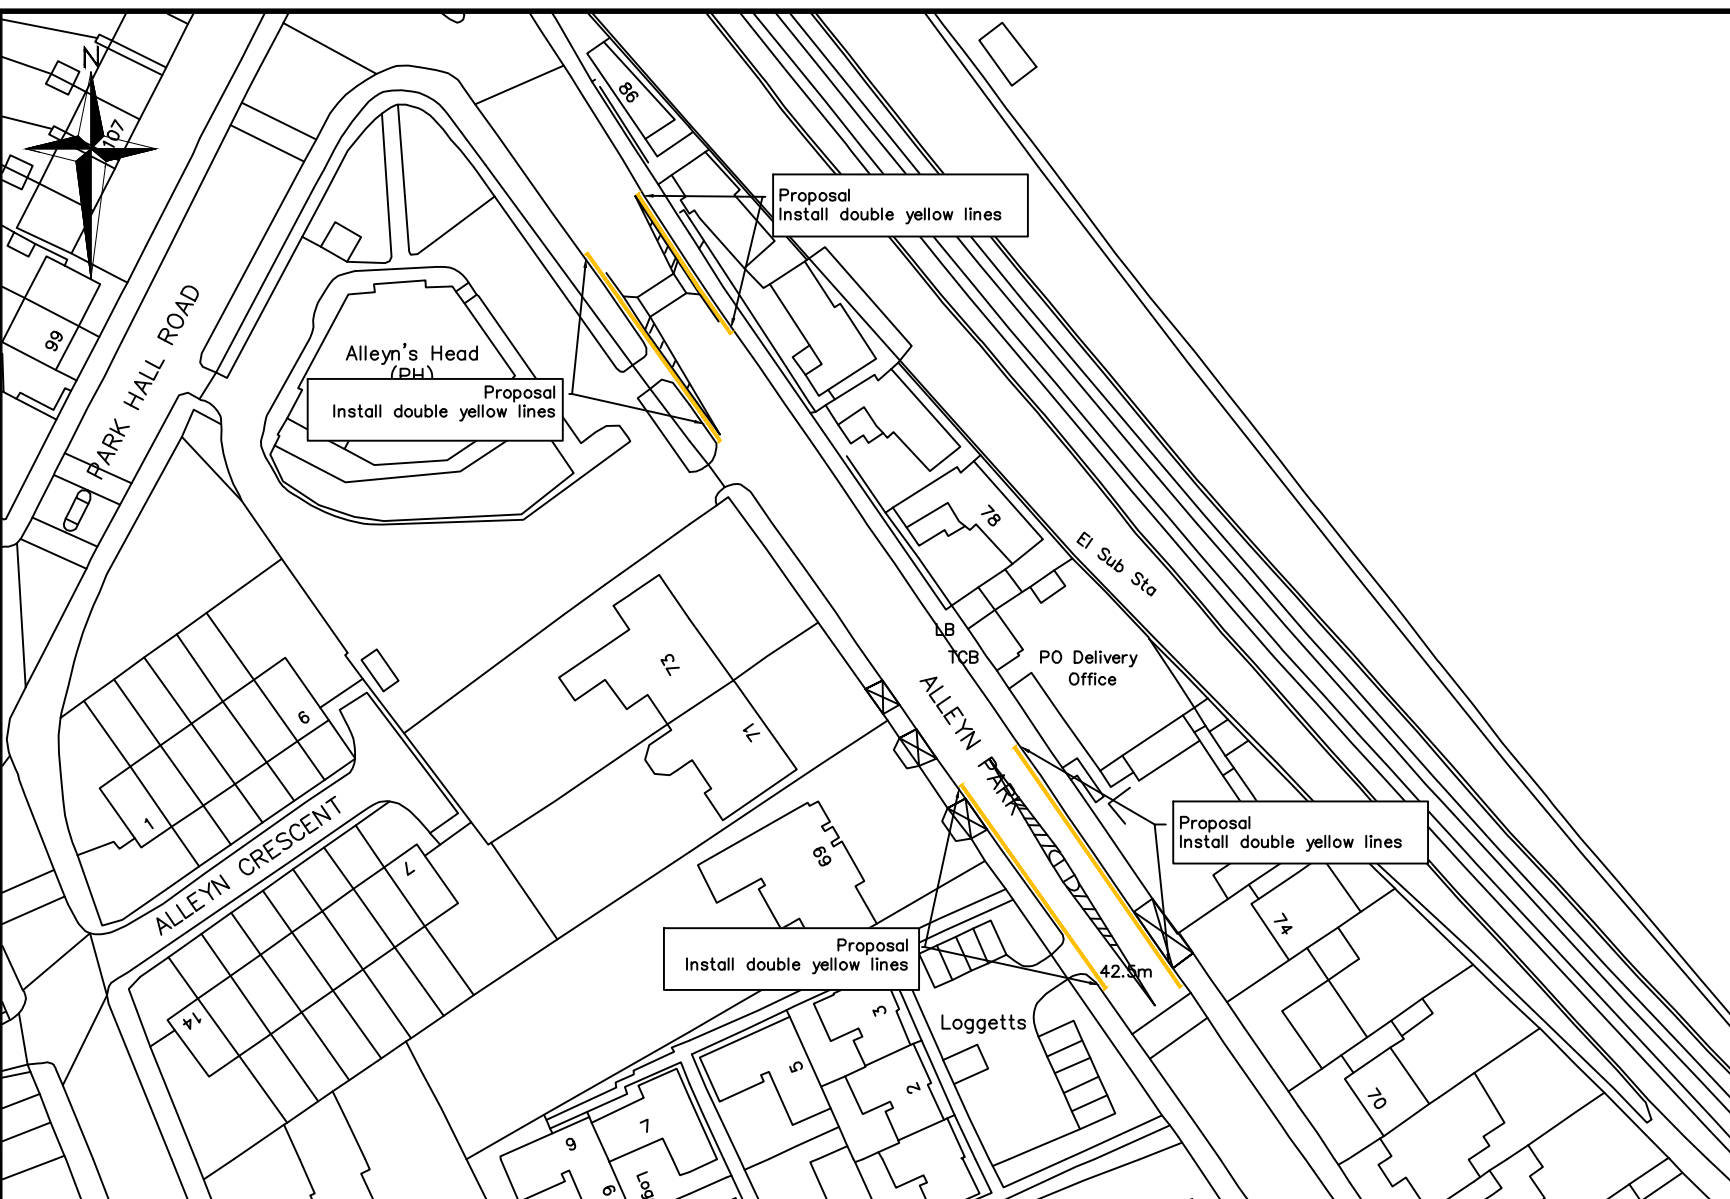 N
86
107
Proposal
Install double yellow lines
99
PARK HALL ROAD
Alleyn's Head
(PH)
Proposal
Install double yellow lines
78
El Sub Sta
LB
TCB
PO Delivery
Office
73
71
ALLEYN PARK
9
1
ALLEYN CRESCENT
7
69
Proposal
Install double yellow lines
74
Proposal
Install double yellow lines
42.5m
14
Loggetts
3
5
2
70
7
6
9